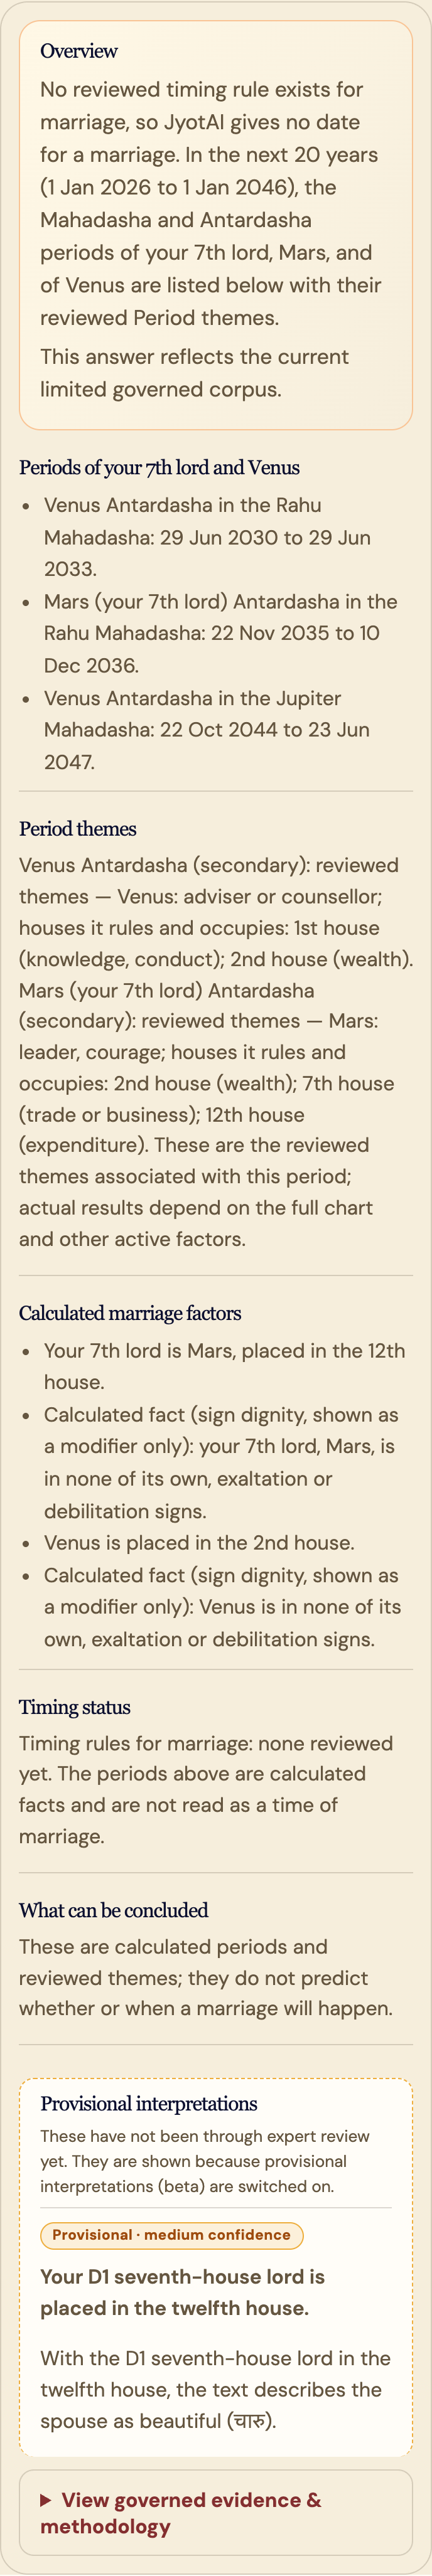 Overview
No reviewed timing rule exists for
marriage, so JyotAI gives no date
for a marriage. In the next 20 years
(1 Jan 2026 to 1 Jan 2046), the
Mahadasha and Antardasha
periods of your 7th lord, Mars, and
of Venus are listed below with their
reviewed Period themes.
This answer reflects the current
limited governed corpus.
Periods of your 7th lord and Venus
• Venus Antardasha in the Rahu
Mahadasha: 29 Jun 2030 to 29 Jun
2033.
• Mars (your 7th lord) Antardasha in the
Rahu Mahadasha: 22 Nov 2035 to 10
Dec 2036.
• Venus Antardasha in the Jupiter
Mahadasha: 22 Oct 2044 to 23 Jun
2047.
Period themes
Venus Antardasha (secondary): reviewed
themes — Venus: adviser or counsellor;
houses it rules and occupies: 1st house
(knowledge, conduct); 2nd house (wealth).
Mars (your 7th lord) Antardasha
(secondary): reviewed themes — Mars:
leader, courage; houses it rules and
occupies: 2nd house (wealth); 7th house
(trade or business); 12th house
(expenditure). These are the reviewed
themes associated with this period;
actual results depend on the full chart
and other active factors.
Calculated marriage factors
• Your 7th lord is Mars, placed in the 12th
house.
• Calculated fact (sign dignity, shown as
a modifier only): your 7th lord, Mars, is
in none of its own, exaltation or
debilitation signs.
• Venus is placed in the 2nd house.
• Calculated fact (sign dignity, shown as
a modifier only): Venus is in none of its
own, exaltation or debilitation signs.
Timing status
Timing rules for marriage: none reviewed
yet. The periods above are calculated
facts and are not read as a time of
marriage.
What can be concluded
These are calculated periods and
reviewed themes; they do not predict
whether or when a marriage will happen.
Provisional interpretations
These have not been through expert review
yet. They are shown because provisional
interpretations (beta) are switched on.
Provisional · medium confidence
Your D1 seventh-house lord is
placed in the twelfth house.
With the D1 seventh-house lord in the
twelfth house, the text describes the
spouse as beautiful (चारु).
▶ View governed evidence &
methodology